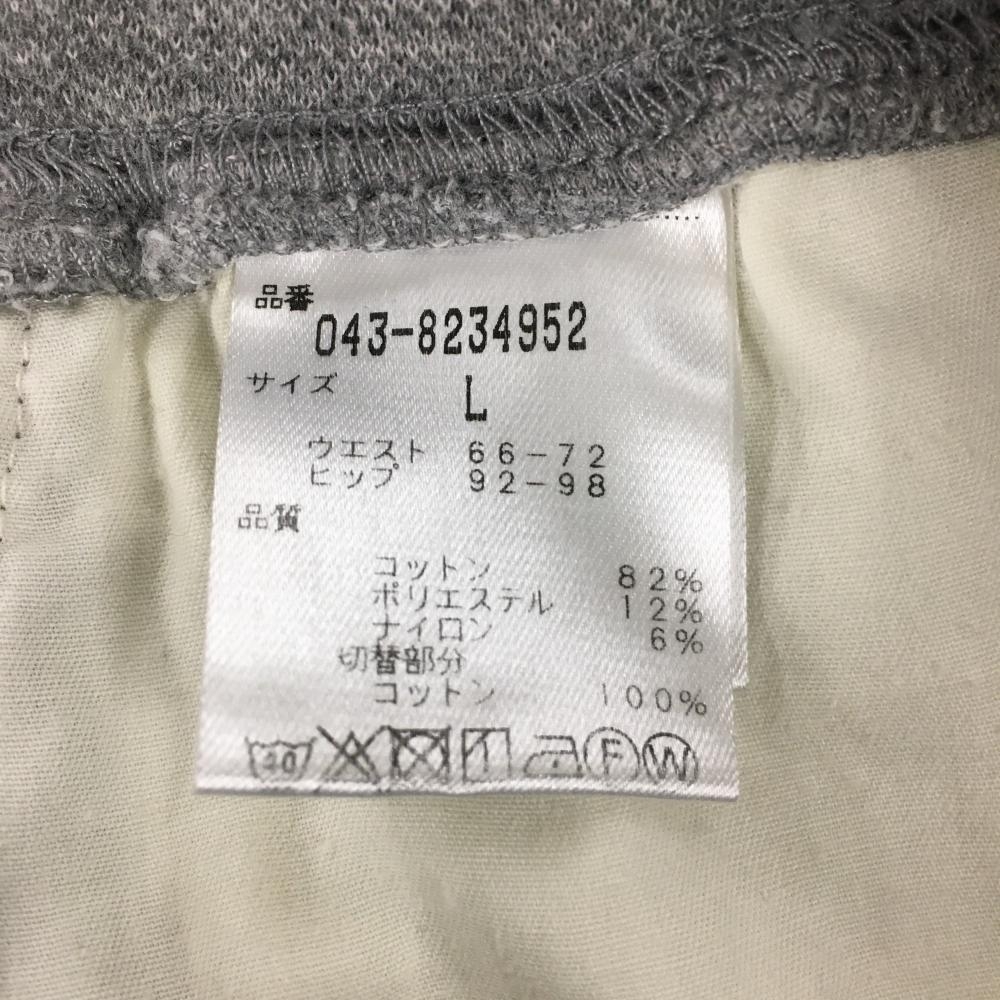 品番
043-8234952
サイズ
L
ウエスト 66-72
ヒップ 92-98
品質
コットン 82%
ポリエステル 12%
ナイロン 6%
切替部分
コットン 100%
40 F W